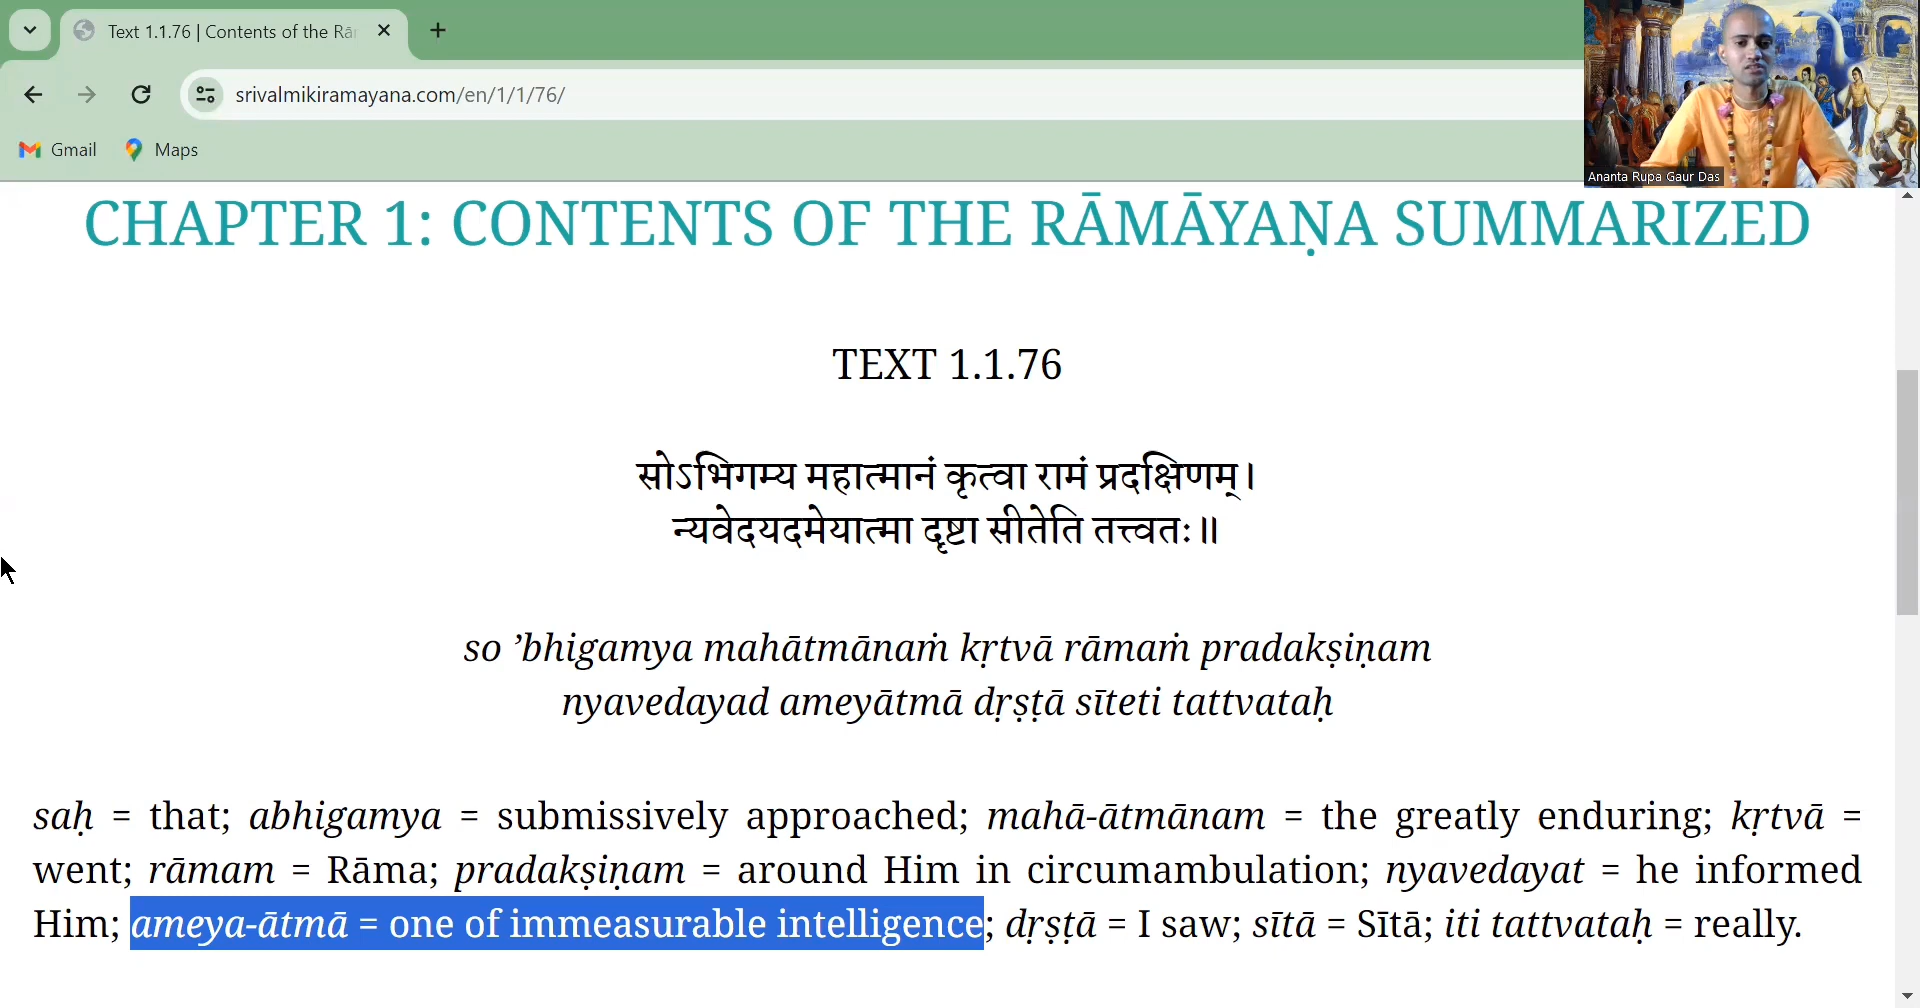 Text 1.1.76 | Contents of the Rā
srivalmikiramayana.com/en/1/1/76/
Gmail
Maps
Ananta Rupa Gaur Das
CHAPTER 1: CONTENTS OF THE RĀMĀYAṆA SUMMARIZED
TEXT 1.1.76
सोऽभिगम्य महात्मानं कृत्वा रामं प्रदक्षिणम्।
न्यवेदयदमेयात्मा दृष्टा सीतेति तत्त्वतः॥
so ’bhigamya mahātmānaṁ kṛtvā rāmaṁ pradakṣiṇam
nyavedayad ameyātmā dṛṣṭā sīteti tattvataḥ
saḥ = that; abhigamya = submissively approached; mahā-ātmānam = the greatly enduring; kṛtvā =
went; rāmam = Rāma; pradakṣiṇam = around Him in circumambulation; nyavedayat = he informed
Him; ameya-ātmā = one of immeasurable intelligence; dṛṣṭā = I saw; sītā = Sītā; iti tattvataḥ = really.